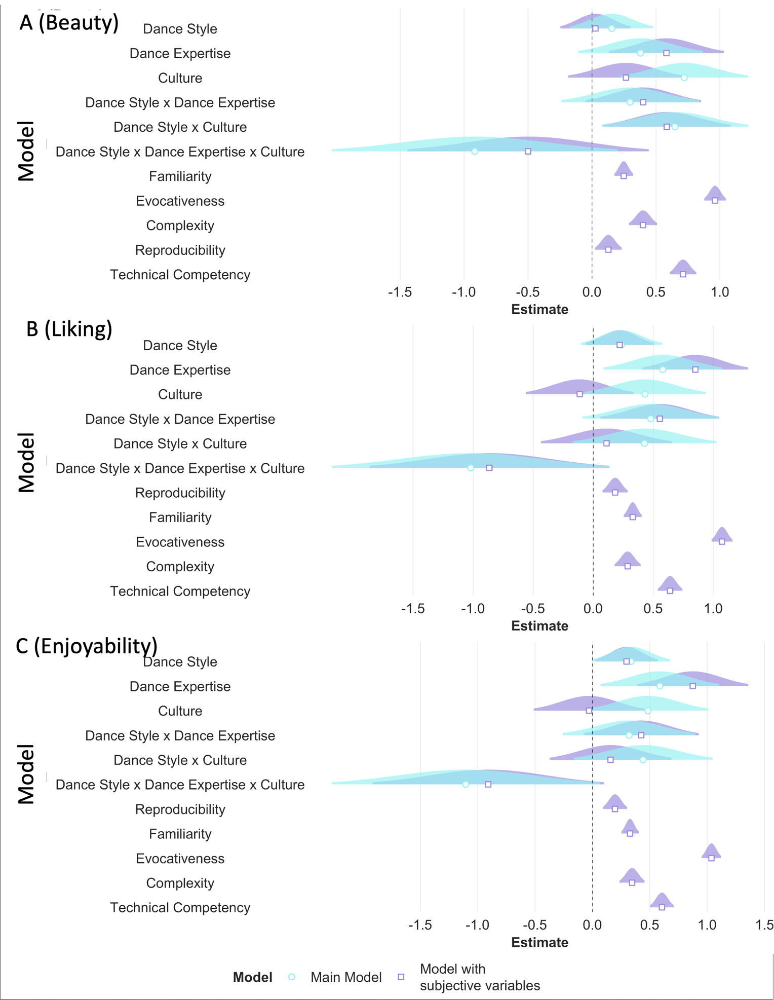 A (Beauty)
Dance Style
Dance Expertise
Culture
Dance Style x Dance Expertise
Dance Style x Culture
Dance Style x Dance Expertise x Culture
Familiarity
Evocativeness
Complexity
Reproducibility
Technical Competency
Model
-1.5 -1.0 -0.5 0.0 0.5 1.0
Estimate
B (Liking)
Dance Style
Dance Expertise
Culture
Dance Style x Dance Expertise
Dance Style x Culture
Dance Style x Dance Expertise x Culture
Reproducibility
Familiarity
Evocativeness
Complexity
Technical Competency
Model
-1.5 -1.0 -0.5 0.0 0.5 1.0
Estimate
C (Enjoyability)
Dance Style
Dance Expertise
Culture
Dance Style x Dance Expertise
Dance Style x Culture
Dance Style x Dance Expertise x Culture
Reproducibility
Familiarity
Evocativeness
Complexity
Technical Competency
Model
-1.5 -1.0 -0.5 0.0 0.5 1.0 1.5
Estimate
Model Main Model Model with
subjective variables